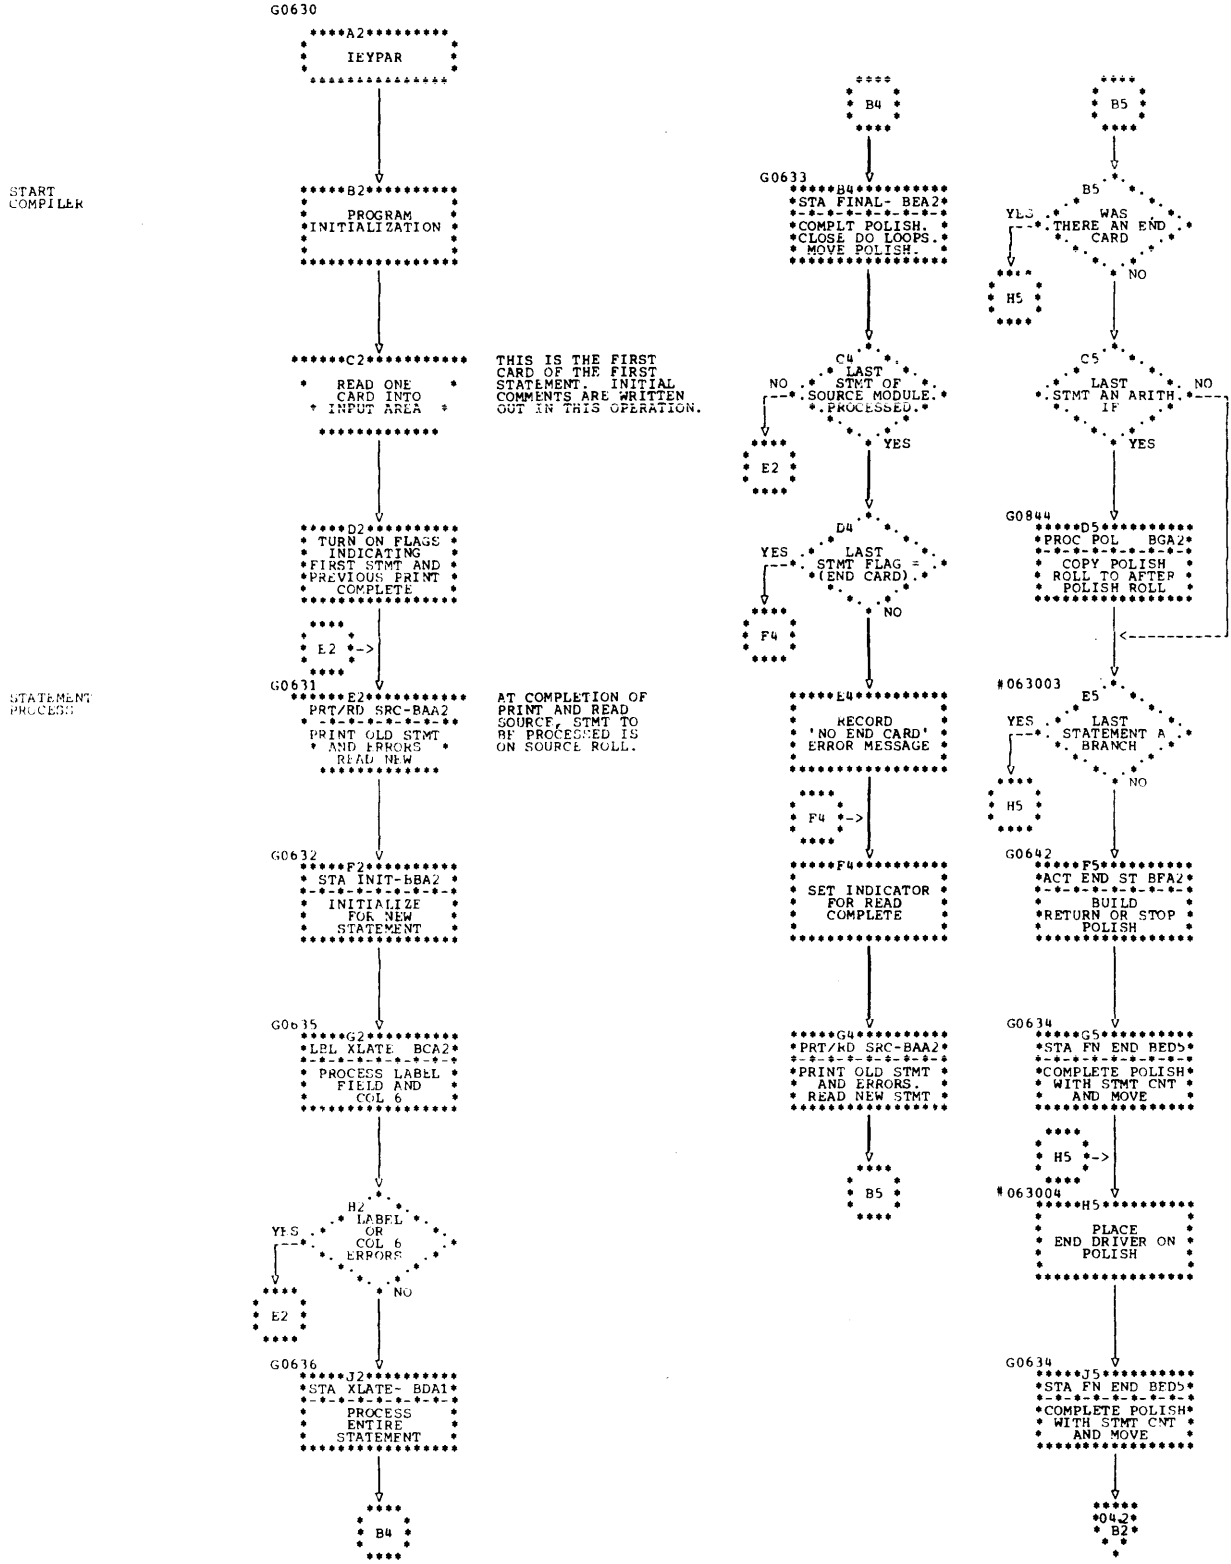 G0630
A2
IEYPAR
START
COMPILER
B2
PROGRAM
INITIALIZATION
C2
READ ONE
CARD INTO
INPUT AREA
THIS IS THE FIRST
CARD OF THE FIRST
STATEMENT. INITIAL
COMMENTS ARE WRITTEN
OUT IN THIS OPERATION.
D2
TURN ON FLAGS
INDICATING
FIRST STMT AND
PREVIOUS PRINT
COMPLETE
E2
STATEMENT
PROCESS
G0631
E2
PRT/RD SRC-BAA2
PRINT OLD STMT
AND ERRORS
READ NEW
AT COMPLETION OF
PRINT AND READ
SOURCE, STMT TO
BE PROCESSED IS
ON SOURCE ROLL.
G0632
F2
STA INIT-BBA2
INITIALIZE
FOR NEW
STATEMENT
G0635
G2
LBL XLATE BCA2
PROCESS LABEL
FIELD AND
COL 6
H2
LABEL
OR
COL 6
ERRORS
YES
NO
E2
G0636
J2
STA XLATE- BDA1
PROCESS
ENTIRE
STATEMENT
B4
B4
G0633
B4
STA FINAL- BEA2
COMPLT POLISH.
CLOSE DO LOOPS.
MOVE POLISH.
C4
LAST
STMT OF
SOURCE MODULE
PROCESSED.
NO
YES
E2
D4
LAST
STMT FLAG =
(END CARD).
YES
NO
F4
E4
RECORD
'NO END CARD'
ERROR MESSAGE
F4
F4
SET INDICATOR
FOR READ
COMPLETE
G4
PRT/RD SRC-BAA2
PRINT OLD STMT
AND ERRORS.
READ NEW STMT
B5
B5
B5
WAS
THERE AN END
CARD
YES
NO
H5
C5
LAST
STMT AN ARITH.
IF
NO
YES
G0844
D5
PROC POL BGA2
COPY POLISH
ROLL TO AFTER
POLISH ROLL
#063003
E5
LAST
STATEMENT A
BRANCH
YES
NO
H5
G0642
F5
ACT END ST BFA2
BUILD
RETURN OR STOP
POLISH
G0634
G5
STA FN END BED5
COMPLETE POLISH
WITH STMT CNT
AND MOVE
H5
#063004
H5
PLACE
END DRIVER ON
POLISH
G0634
J5
STA FN END BED5
COMPLETE POLISH
WITH STMT CNT
AND MOVE
04.2
B2